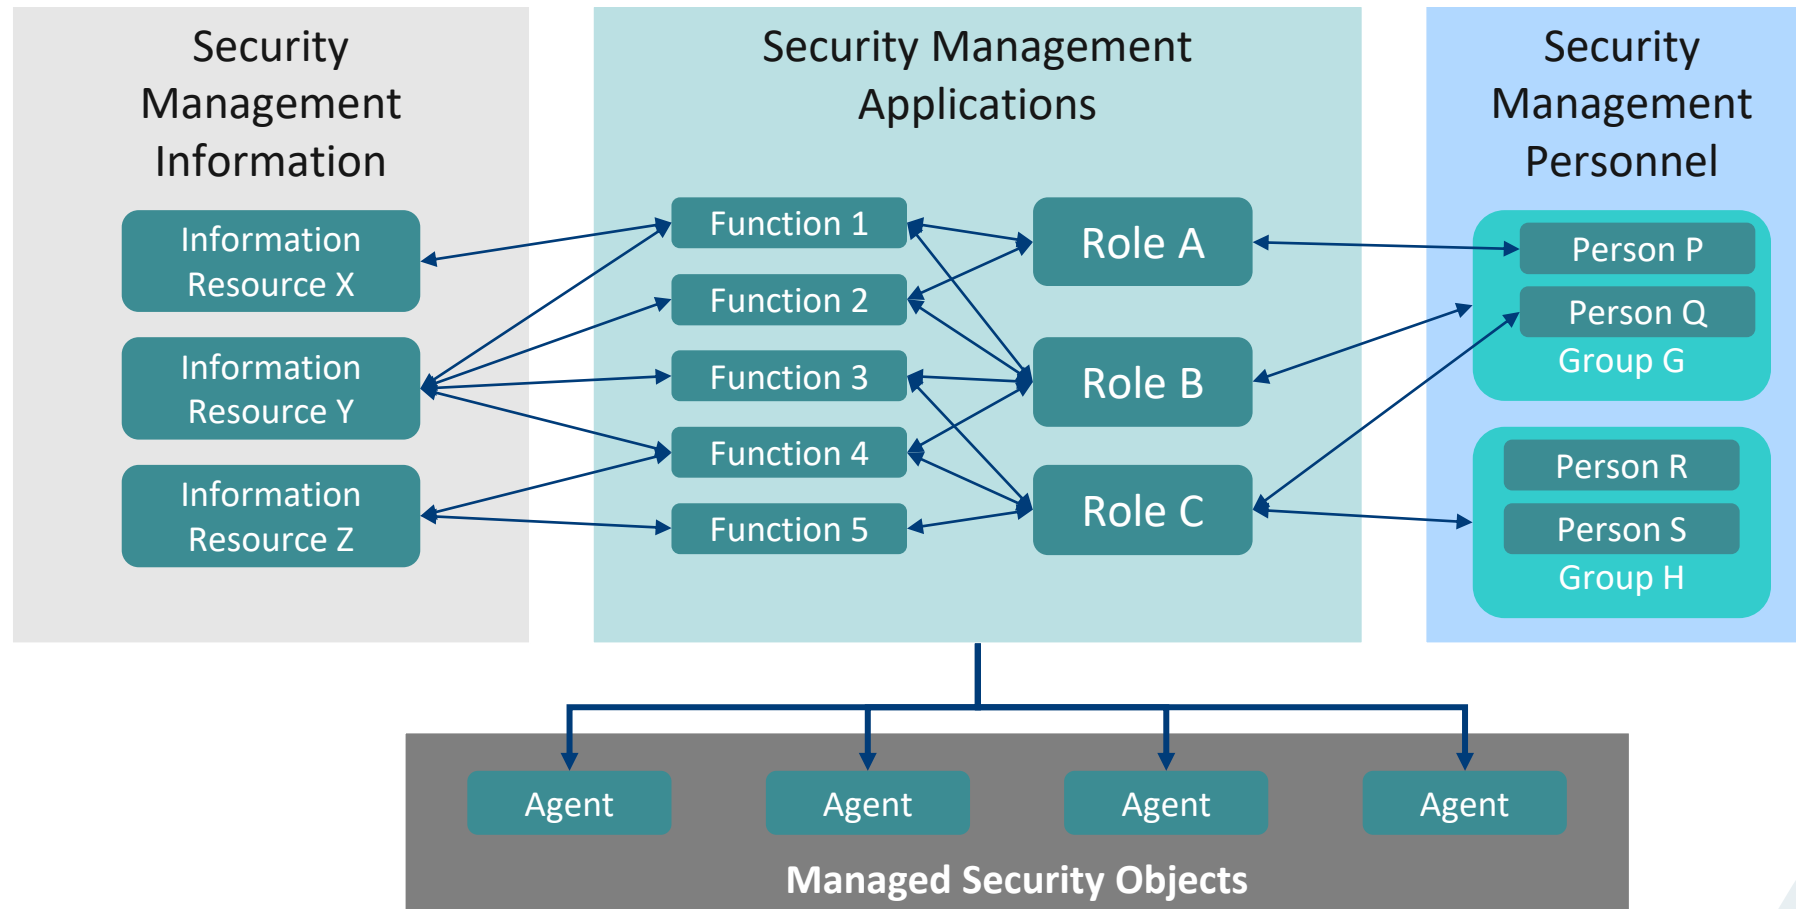 Security
Management
Information
Information
Resource X
Information
Resource Y
Information
Resource Z
Security Management
Applications
Function 1
Function 2
Function 3
Function 4
Function 5
Role A
Role B
Role C
Security
Management
Personnel
Person P
Person Q
Group G
Person R
Person S
Group H
Agent
Agent
Agent
Agent
Managed Security Objects